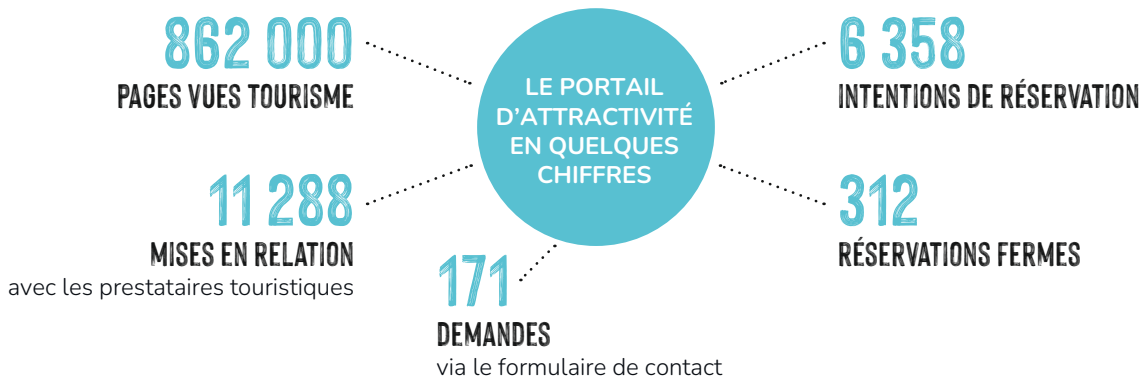 LE PORTAIL
D'ATTRACTIVITÉ
EN QUELQUES
CHIFFRES
862 000
PAGES VUES TOURISME
11 288
MISES EN RELATION
avec les prestataires touristiques
171
DEMANDES
via le formulaire de contact
6 358
INTENTIONS DE RÉSERVATION
312
RÉSERVATIONS FERMES